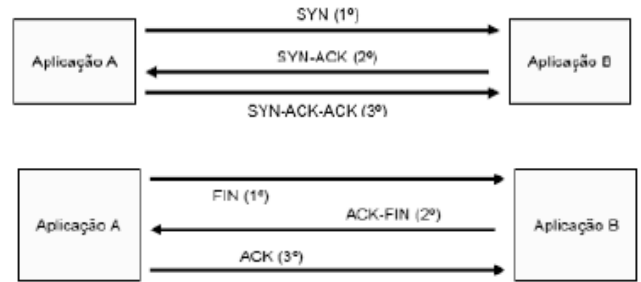 SYN (1º)
Aplicação A
SYN-ACK (2º)
Aplicação B
SYN-ACK-ACK (3º)
FIN (1º)
ACK-FIN (2º)
Aplicação A
Aplicação B
ACK (3º)